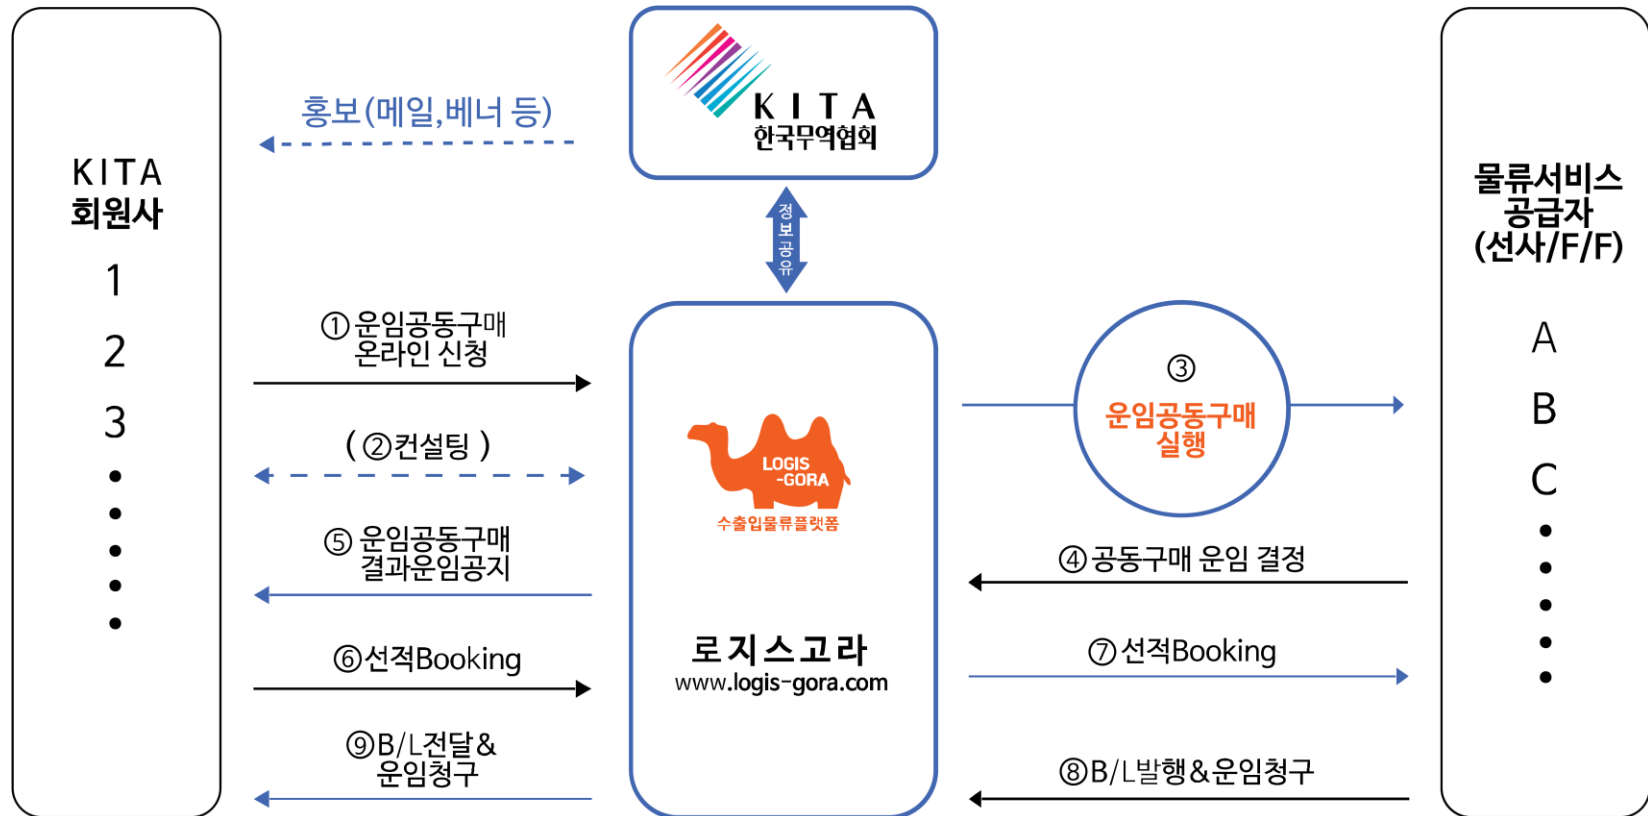 KITA
회원사
1
2
3
홍보(메일,베너 등)
KITA
한국무역협회
정보공유
물류서비스
공급자
(선사/F/F)
A
B
C
① 운임공동구매
온라인 신청
( ②컨설팅 )
③
운임공동구매
실행
④ 공동구매 운임 결정
⑤ 운임공동구매
결과운임공지
⑥선적Booking
⑦ 선적Booking
⑧B/L발행&운임청구
⑨B/L전달&
운임청구
LOGIS
-GORA
수출입물류플랫폼
로지스고라
www.logis-gora.com